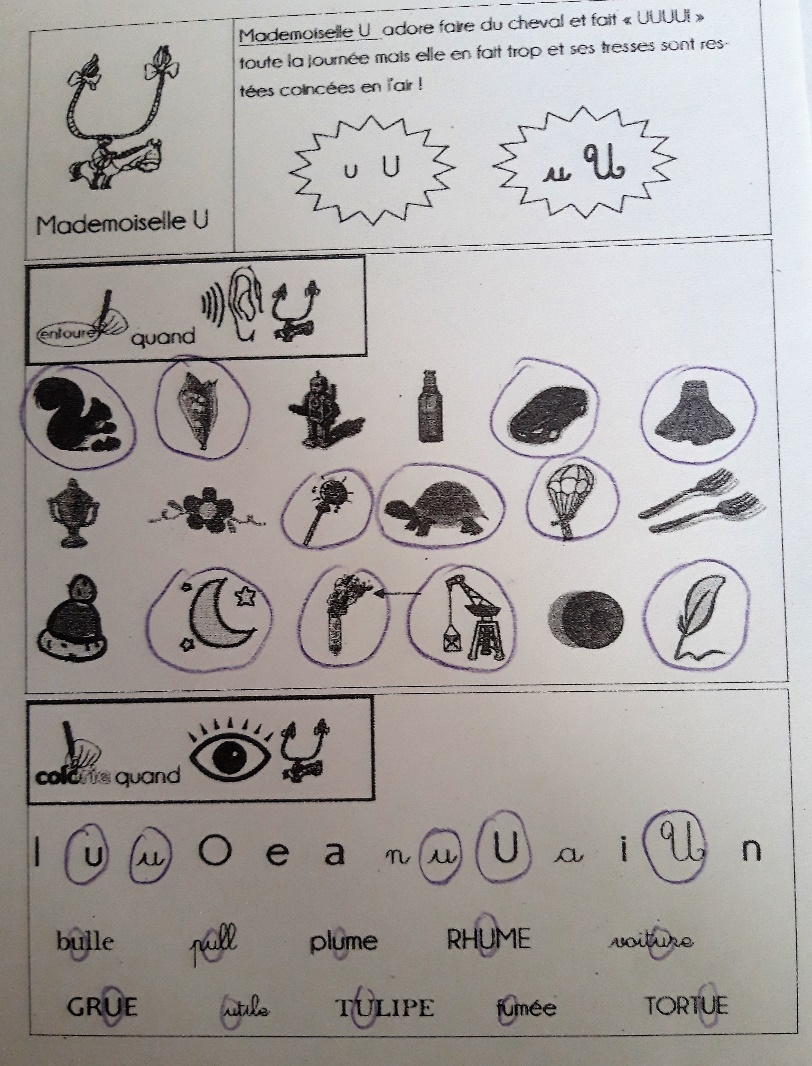 Mademoiselle U adore faire du cheval et fait « UUUU! »
toute la journée mais elle en fait trop et ses tresses sont res-
tées coincées en l'air !
u U u U
Mademoiselle U
entoure quand
colorie quand
l u u O e a n u U a i U n
bulle pull plume RHUME voiture
GRUE utile TULIPE fumée TORTUE